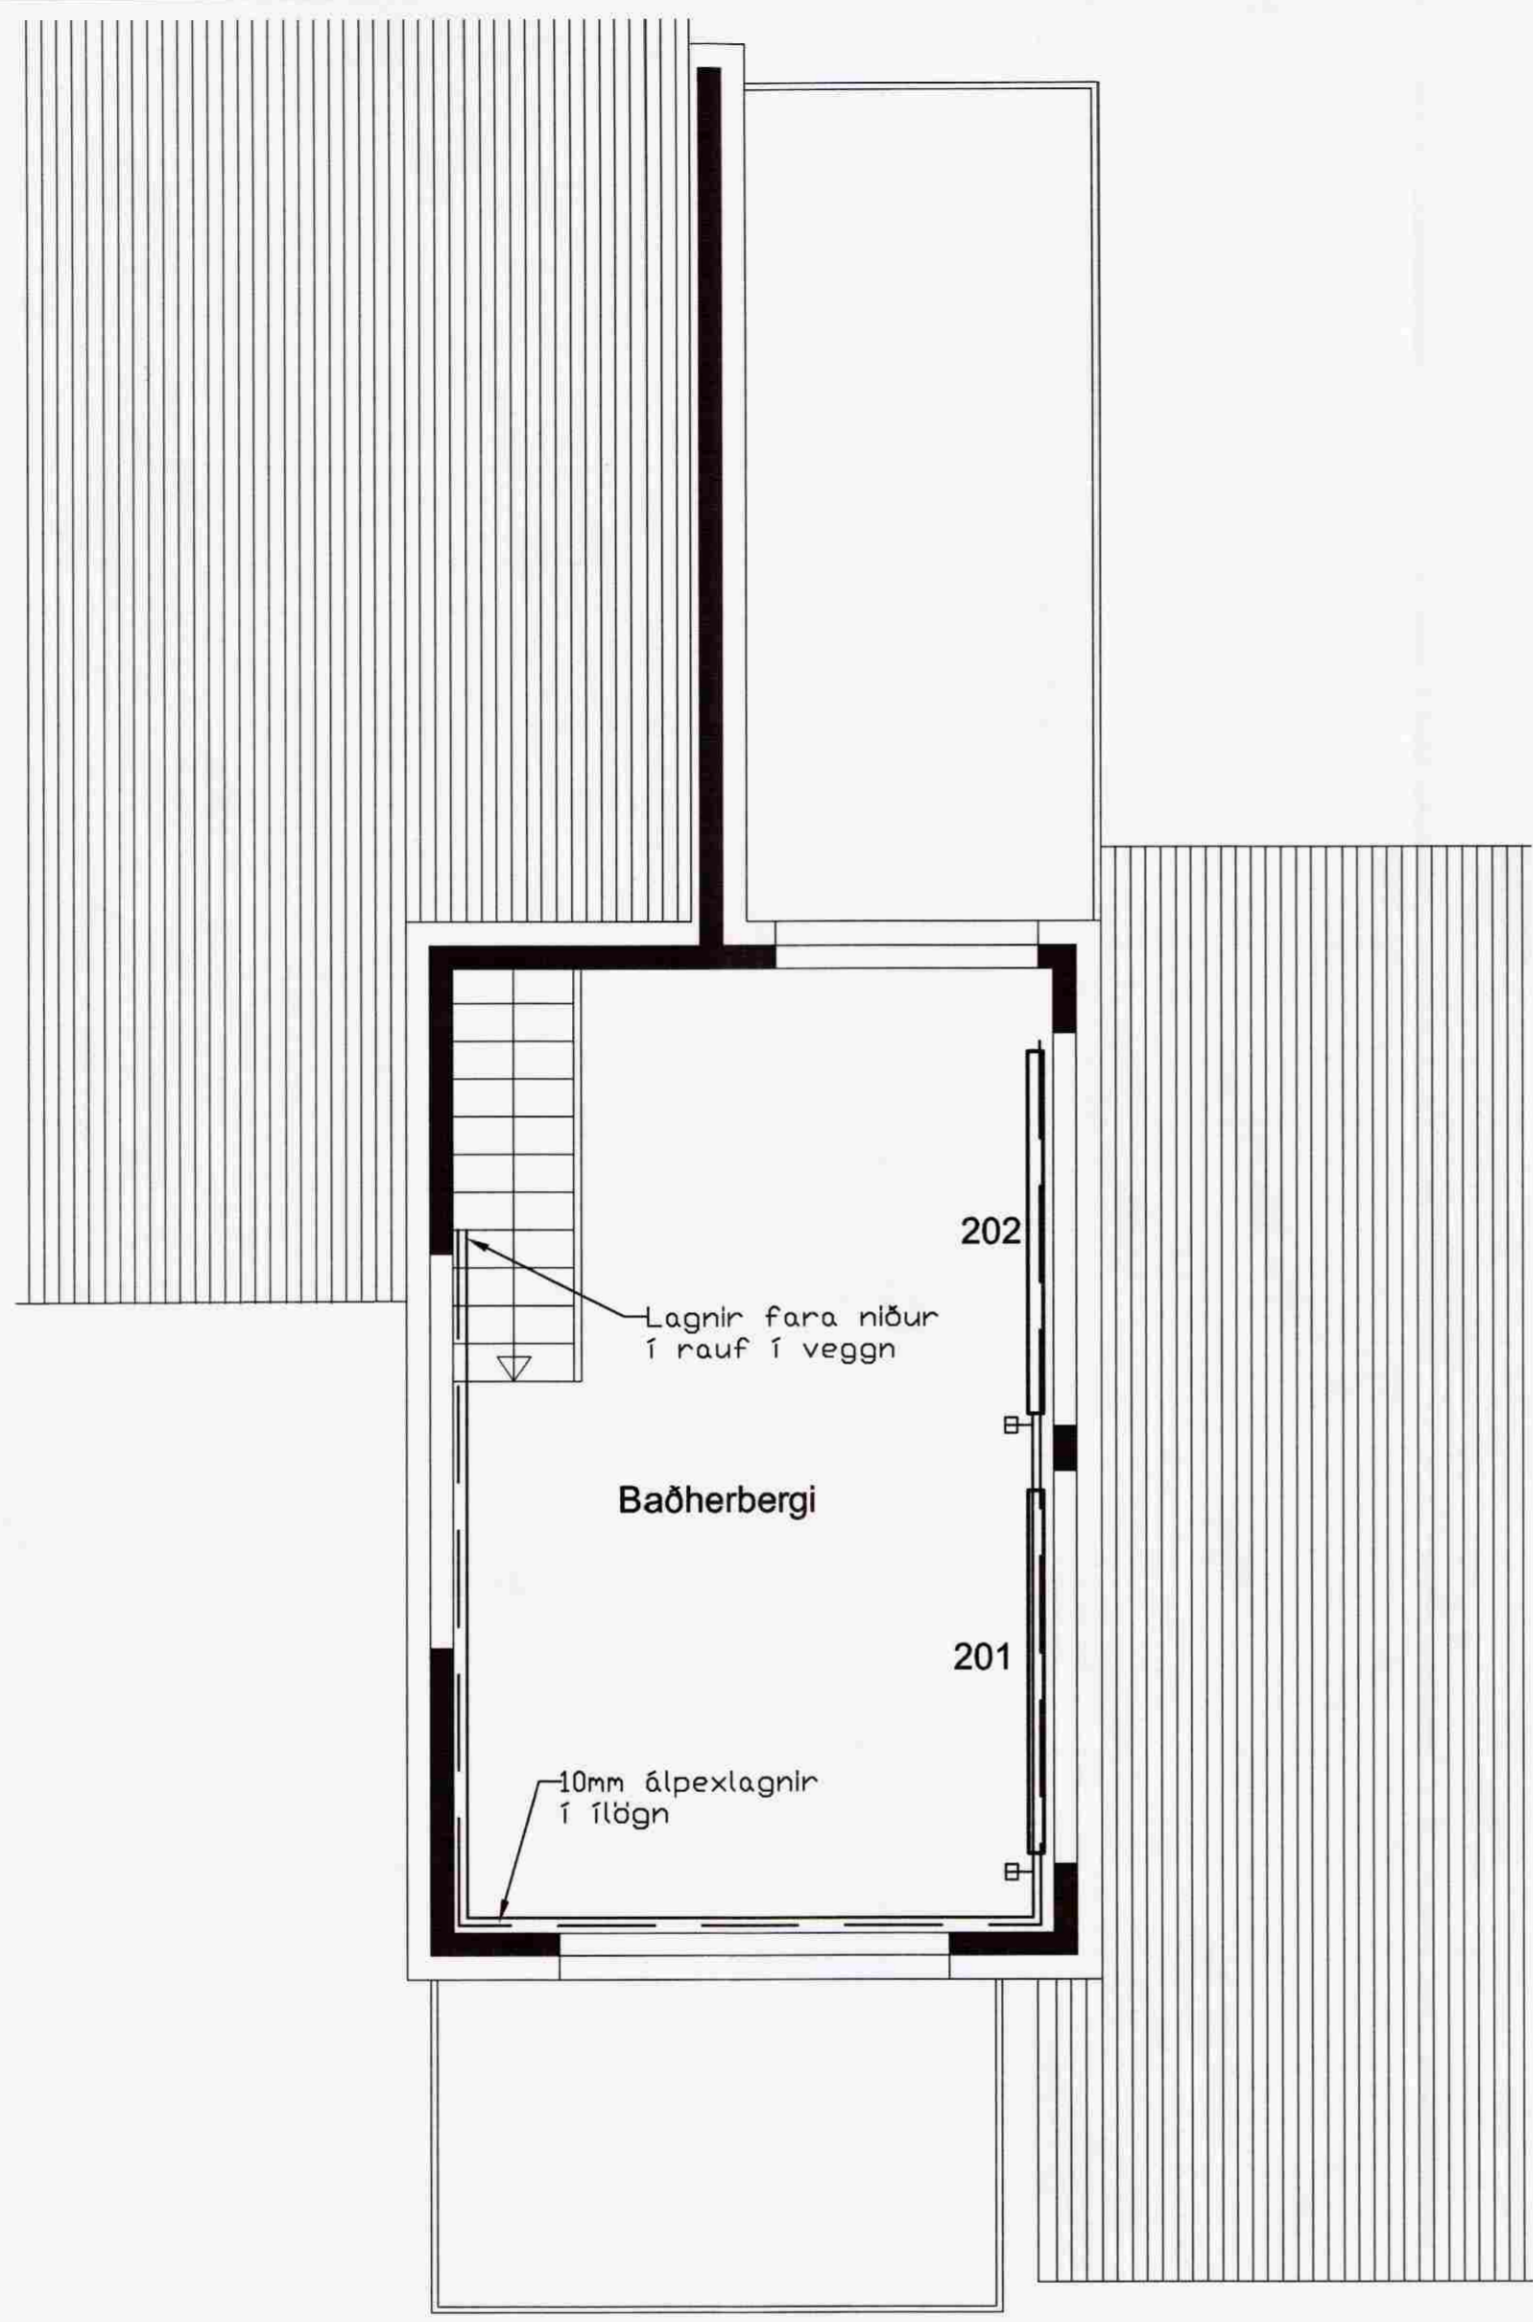 202
Lagnir fara niður
í rauf í veggn
Baðherbergi
201
10mm álpexlagnir
í ílögn